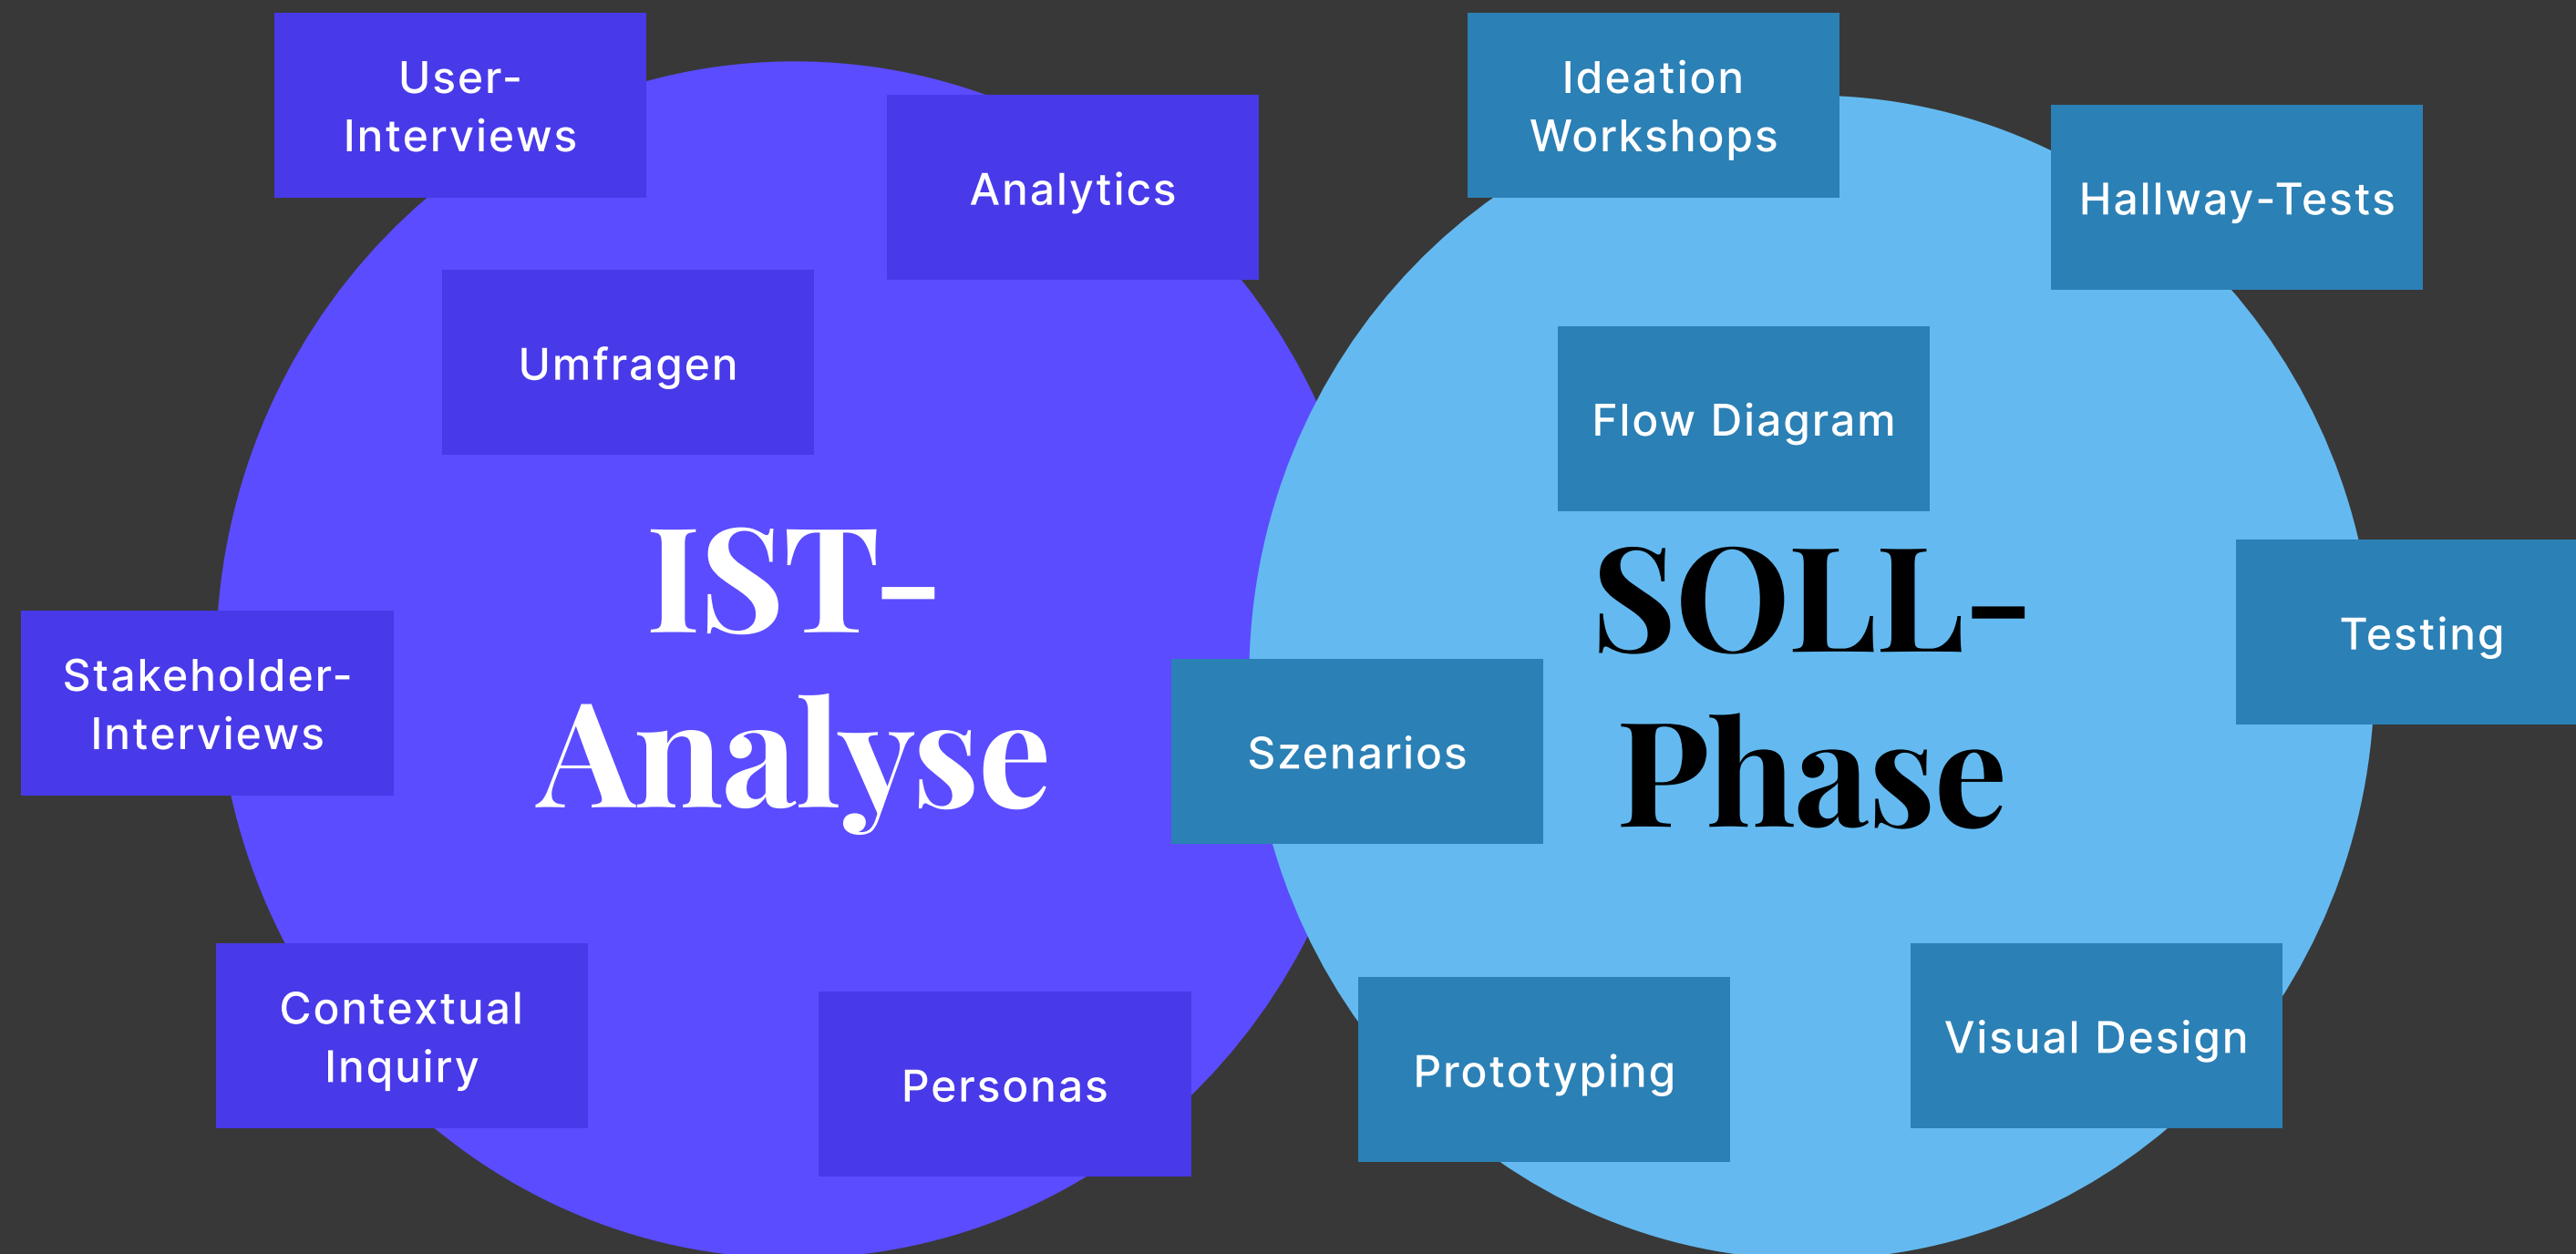 User-
Interviews
Analytics
Umfragen
IST-
Analyse
Stakeholder-
Interviews
Contextual
Inquiry
Personas
Szenarios
Ideation
Workshops
Hallway-Tests
Flow Diagram
SOLL-
Phase
Testing
Prototyping
Visual Design